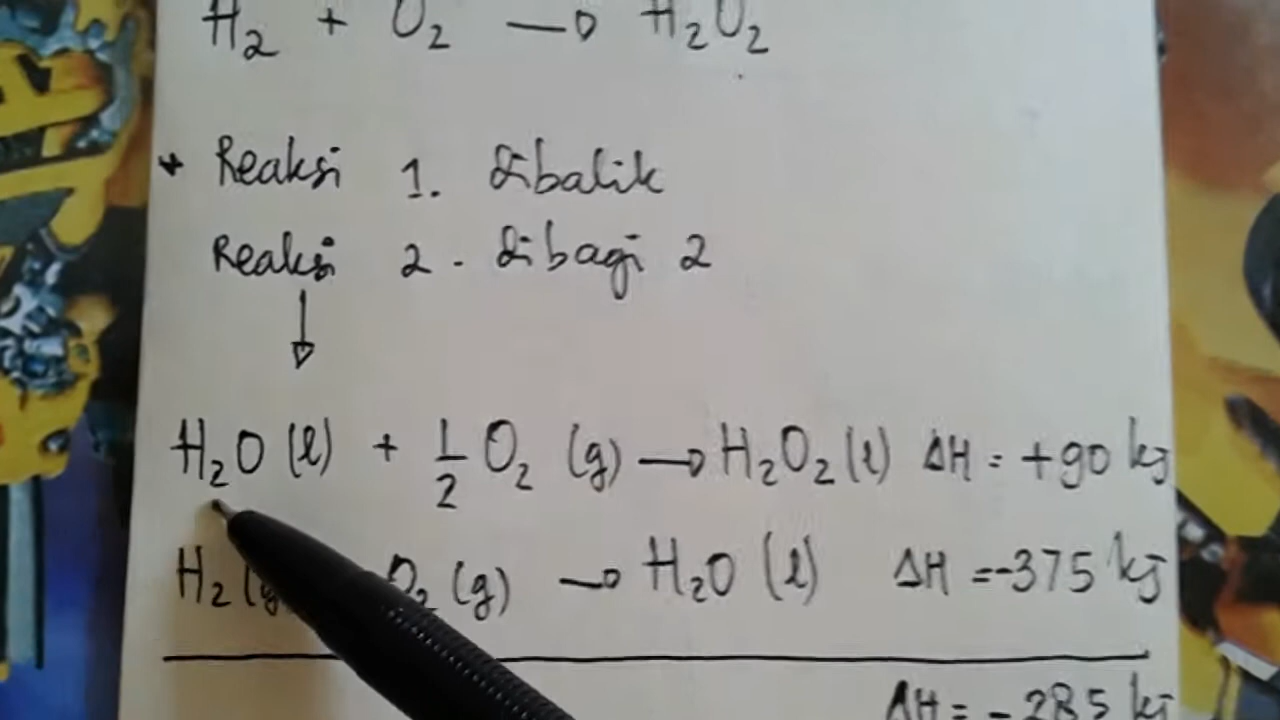 H₂ + O₂ → H₂O₂
* Reaksi 1. dibalik
Reaksi 2. dibagi 2
↓
H₂O (l) + 1/2 O₂ (g) → H₂O₂ (l) ΔH = +90 kj
H₂ (g) O₂ (g) → H₂O (l) ΔH = -375 kj
ΔH = -285 kj